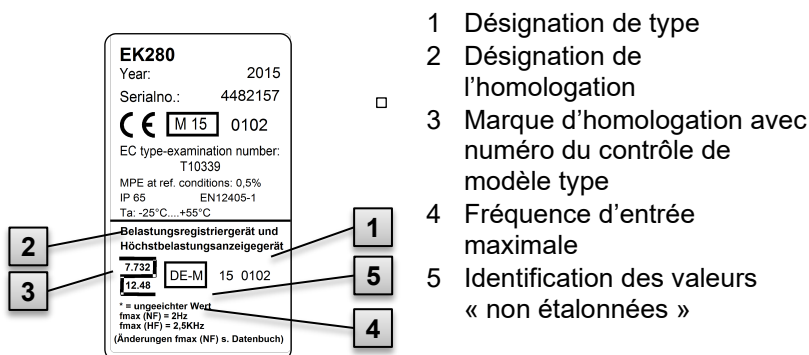 EK280
Year: 2015
Serialno.: 4482157
CE M 15 0102
EC type-examination number:
T10339
MPE at ref. conditions: 0,5%
IP 65 EN12405-1
Ta: -25°C....+55°C
Belastungsregistriergerät und
Höchstbelastungsanzeigegerät
7.732
12.48
DE-M 15 0102
* = ungeeichter Wert
fmax (NF) = 2Hz
fmax (HF) = 2,5KHz
(Änderungen fmax (NF) s. Datenbuch)
2
3
1
5
4
1 Désignation de type
2 Désignation de
l'homologation
3 Marque d'homologation avec
numéro du contrôle de
modèle type
4 Fréquence d'entrée
maximale
5 Identification des valeurs
« non étalonnées »